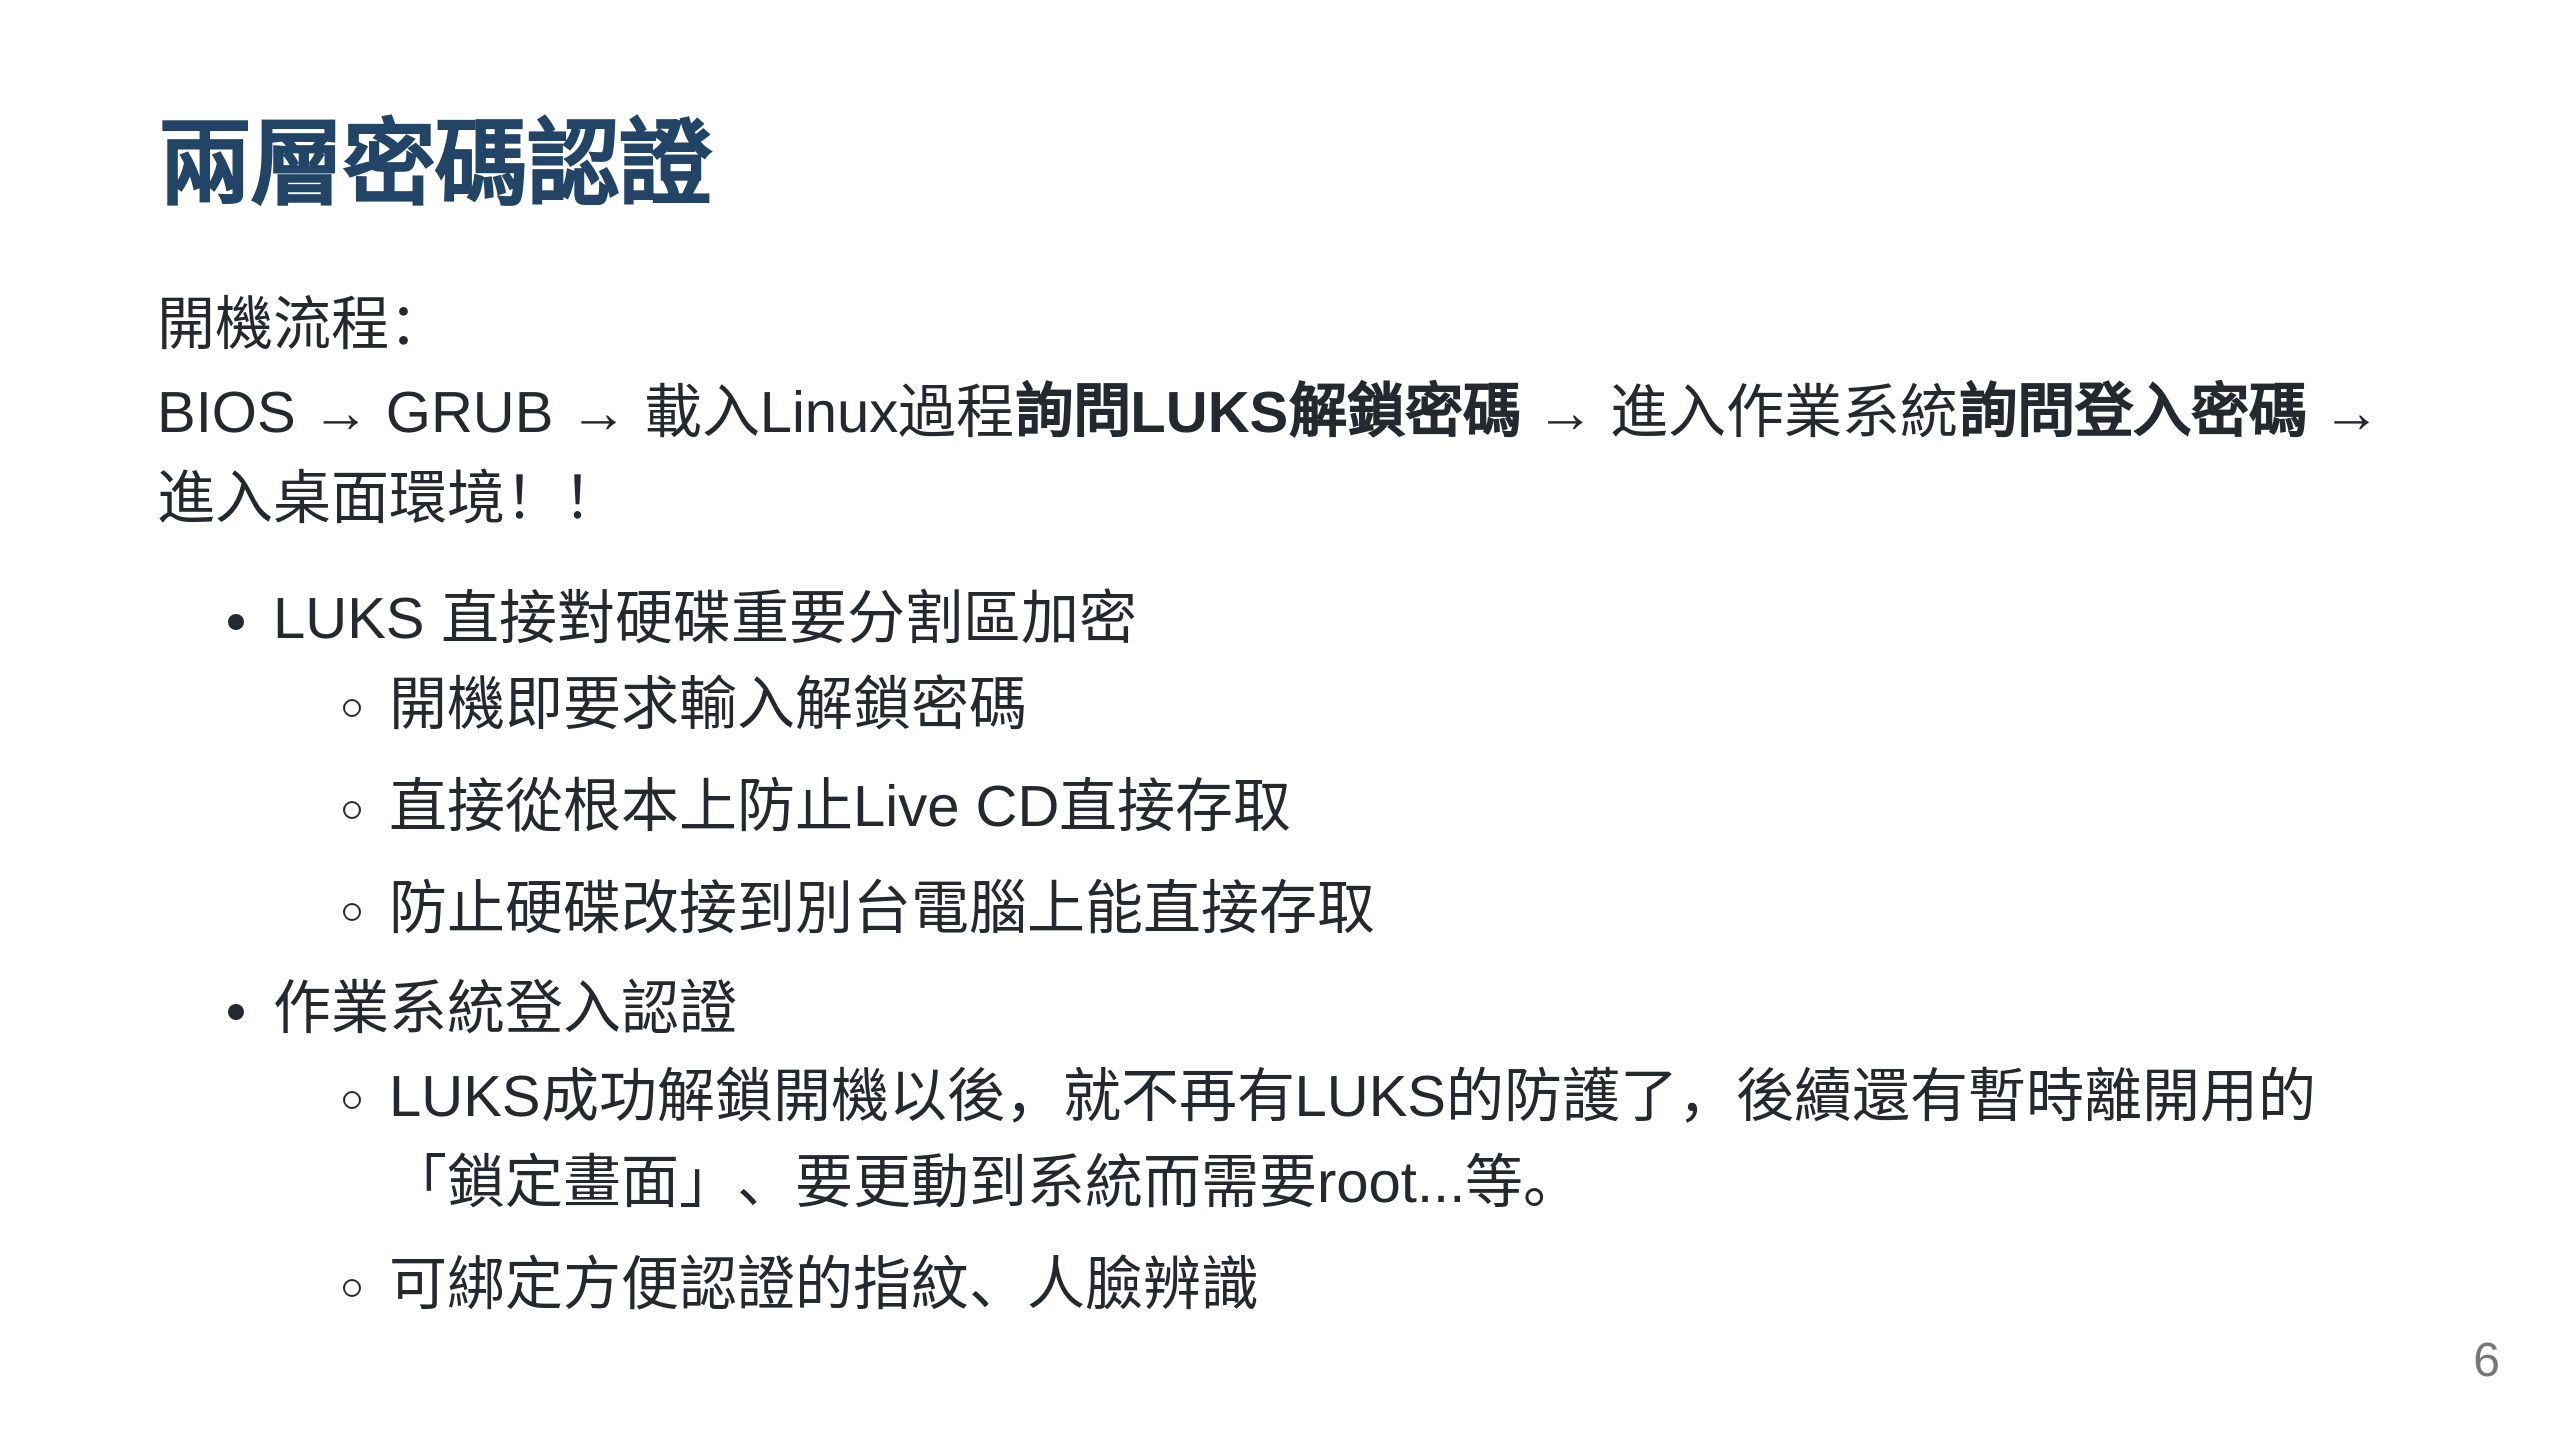 兩層密碼認證
開機流程：
BIOS → GRUB → 載入Linux過程詢問LUKS解鎖密碼 → 進入作業系統詢問登入密碼 →
進入桌面環境！！
• LUKS 直接對硬碟重要分割區加密
◦ 開機即要求輸入解鎖密碼
◦ 直接從根本上防止Live CD直接存取
◦ 防止硬碟改接到別台電腦上能直接存取
• 作業系統登入認證
◦ LUKS成功解鎖開機以後，就不再有LUKS的防護了，後續還有暫時離開用的
「鎖定畫面」、要更動到系統而需要root...等。
◦ 可綁定方便認證的指紋、人臉辨識
6